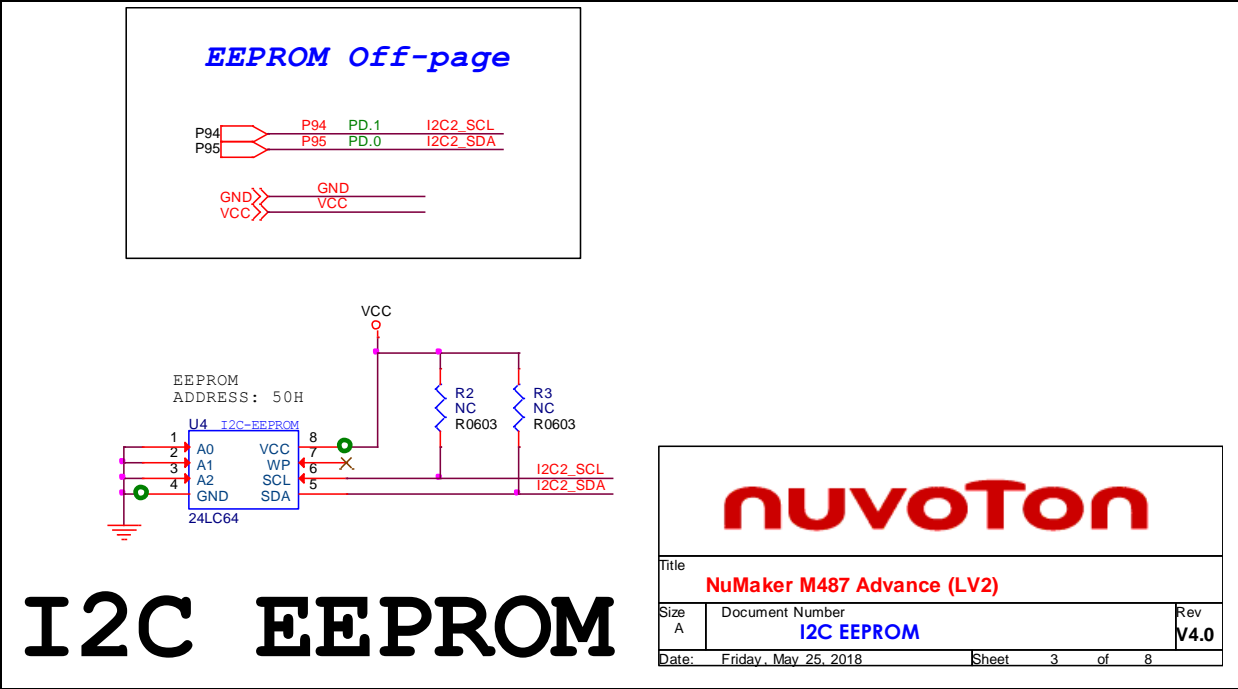 EEPROM Off-page
P94 P94 PD.1 I2C2_SCL
P95 P95 PD.0 I2C2_SDA
GND GND
VCC VCC
VCC
EEPROM
ADDRESS: 50H
R2
NC
R0603
R3
NC
R0603
U4 I2C-EEPROM
1 A0 VCC 8
2 A1 WP 7
3 A2 SCL 6 I2C2_SCL
4 GND SDA 5 I2C2_SDA
24LC64
I2C EEPROM
nuvoTon
Title
NuMaker M487 Advance (LV2)
Size Document Number Rev
A I2C EEPROM V4.0
Date: Friday, May 25, 2018 Sheet 3 of 8